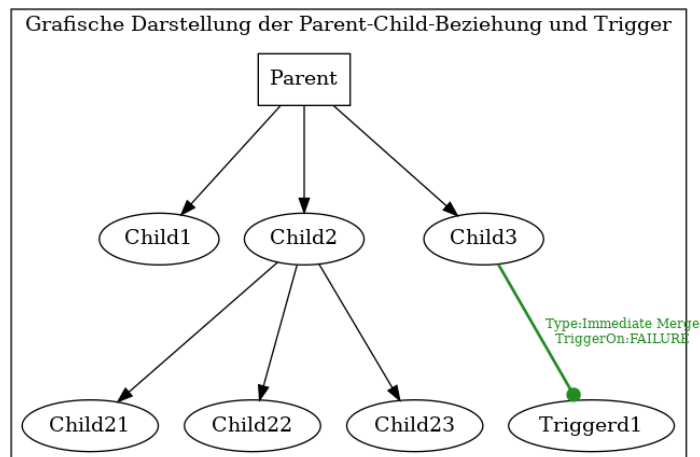 Grafische Darstellung der Parent-Child-Beziehung und Trigger
Parent
Child1
Child2
Child3
Type:Immediate Merge
TriggerOn:FAILURE
Child21
Child22
Child23
Triggerd1